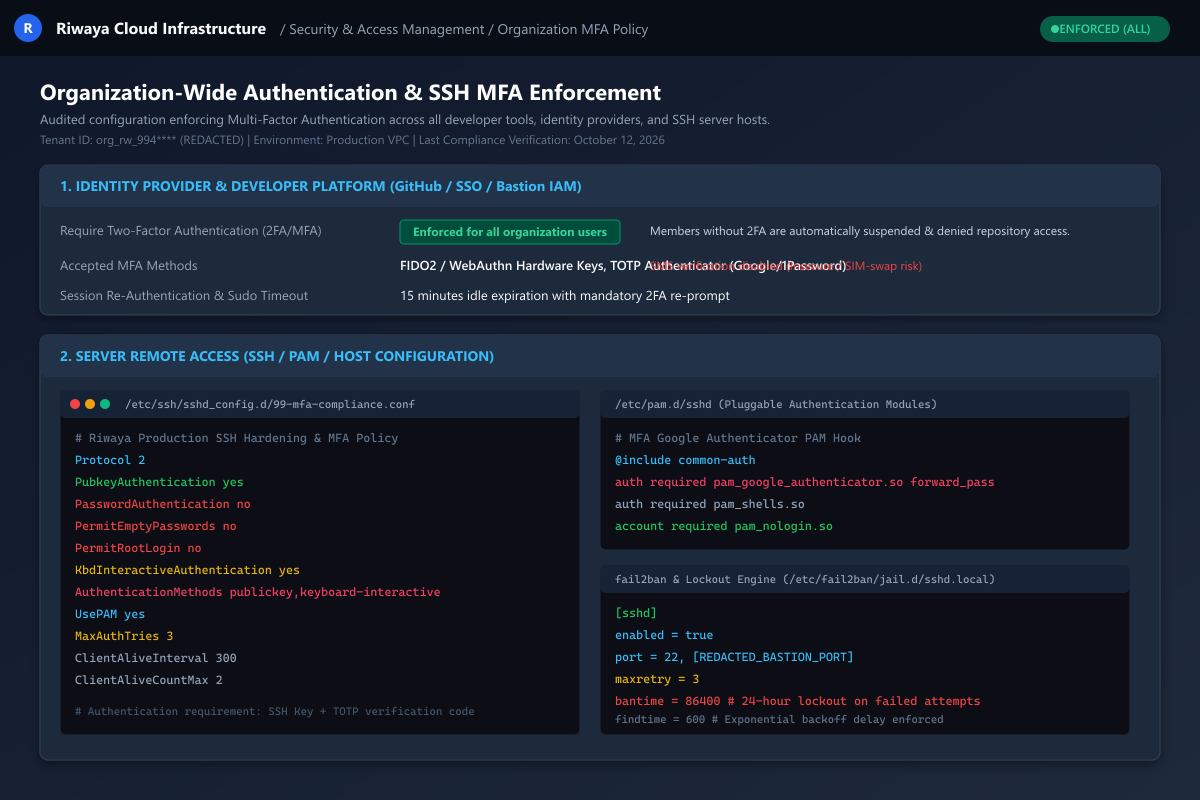 R Riwaya Cloud Infrastructure / Security & Access Management / Organization MFA Policy ENFORCED (ALL)
Organization-Wide Authentication & SSH MFA Enforcement
Audited configuration enforcing Multi-Factor Authentication across all developer tools, identity providers, and SSH server hosts.
Tenant ID: org_rw_994**** (REDACTED) | Environment: Production VPC | Last Compliance Verification: October 12, 2026
1. IDENTITY PROVIDER & DEVELOPER PLATFORM (GitHub / SSO / Bastion IAM)
Require Two-Factor Authentication (2FA/MFA) Enforced for all organization users Members without 2FA are automatically suspended & denied repository access.
Accepted MFA Methods FIDO2 / WebAuthn Hardware Keys, TOTP Authenticator (Google/1Password) SIM-swap risk)
Session Re-Authentication & Sudo Timeout 15 minutes idle expiration with mandatory 2FA re-prompt
2. SERVER REMOTE ACCESS (SSH / PAM / HOST CONFIGURATION)
/etc/ssh/sshd_config.d/99-mfa-compliance.conf
# Riwaya Production SSH Hardening & MFA Policy
Protocol 2
PubkeyAuthentication yes
PasswordAuthentication no
PermitEmptyPasswords no
PermitRootLogin no
KbdInteractiveAuthentication yes
AuthenticationMethods publickey,keyboard-interactive
UsePAM yes
MaxAuthTries 3
ClientAliveInterval 300
ClientAliveCountMax 2
# Authentication requirement: SSH Key + TOTP verification code
/etc/pam.d/sshd (Pluggable Authentication Modules)
# MFA Google Authenticator PAM Hook
@include common-auth
auth required pam_google_authenticator.so forward_pass
auth required pam_shells.so
account required pam_nologin.so
fail2ban & Lockout Engine (/etc/fail2ban/jail.d/sshd.local)
[sshd]
enabled = true
port = 22, [REDACTED_BASTION_PORT]
maxretry = 3
bantime = 86400 # 24-hour lockout on failed attempts
findtime = 600 # Exponential backoff delay enforced